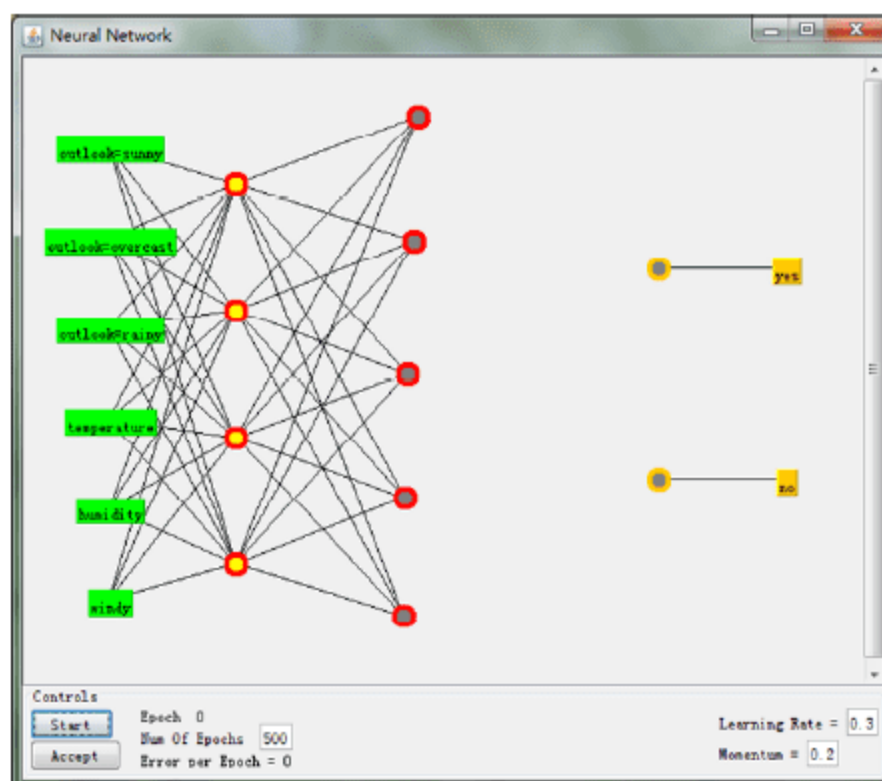 Neural Network
outlook=sunny
outlook=overcast
outlook=rainy
temperature
humidity
windy
yes
no
Controls
Start
Accept
Epoch 0
Num Of Epochs 500
Error per Epoch = 0
Learning Rate = 0.3
Momentum = 0.2